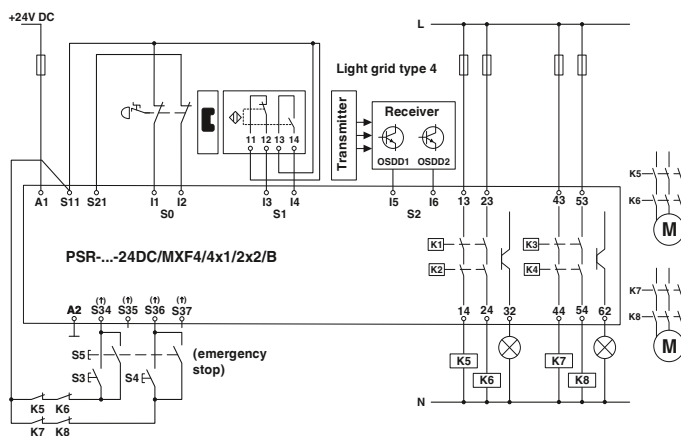 +24V DC
L
Light grid type 4
Transmitter
Receiver
OSDD1 OSDD2
11 12 13 14
A1 S11 S21 I1 I2 I3 I4 I5 I6 13 23 43 53
S0 S1 S2
K5
K6
M
PSR-...-24DC/MXF4/4x1/2x2/B
K1 K3
K2 K4
K7
K8
M
(↑) (↑) (↑) (↑)
A2 S34 S35 S36 S37
14 24 32 44 54 62
S5
(emergency
stop)
S3 S4
K5 K7
K6 K8
K5 K6
K7 K8
N